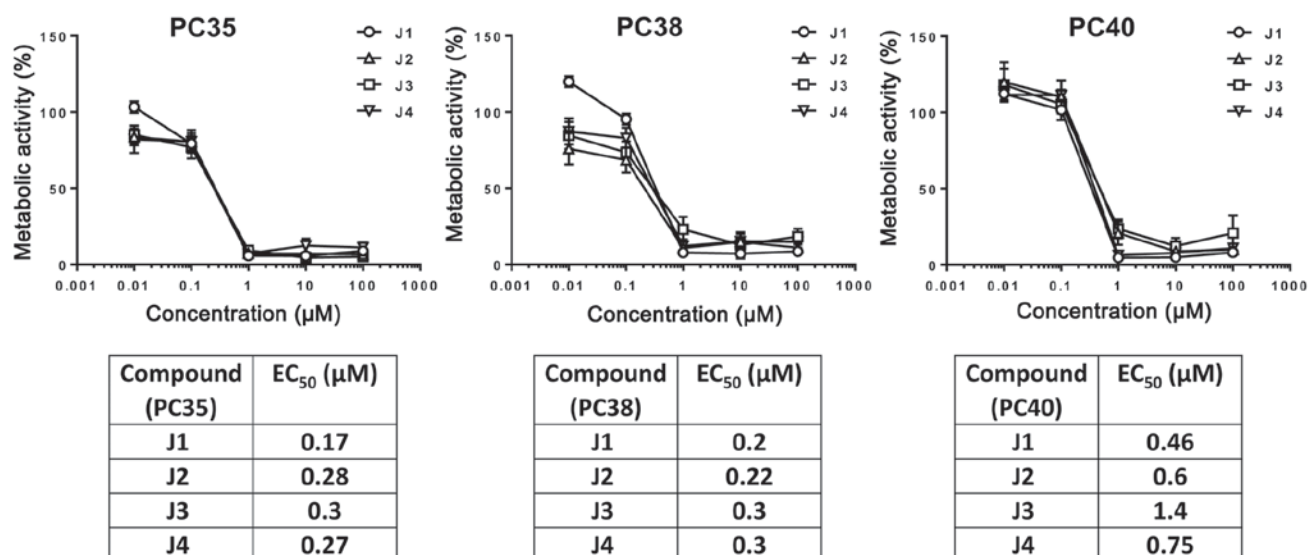 PC35
J1
J2
J3
J4
150
100
50
0
0.001 0.01 0.1 1 10 100 1000
Metabolic activity (%)
Concentration (µM)
PC38
J1
J2
J3
J4
150
100
50
0
0.001 0.01 0.1 1 10 100 1000
Metabolic activity (%)
Concentration (µM)
PC40
J1
J2
J3
J4
150
100
50
0
0.001 0.01 0.1 1 10 100 1000
Metabolic activity (%)
Concentration (µM)
Compound EC50 (µM)
(PC35)
J1 0.17
J2 0.28
J3 0.3
J4 0.27
Compound EC50 (µM)
(PC38)
J1 0.2
J2 0.22
J3 0.3
J4 0.3
Compound EC50 (µM)
(PC40)
J1 0.46
J2 0.6
J3 1.4
J4 0.75